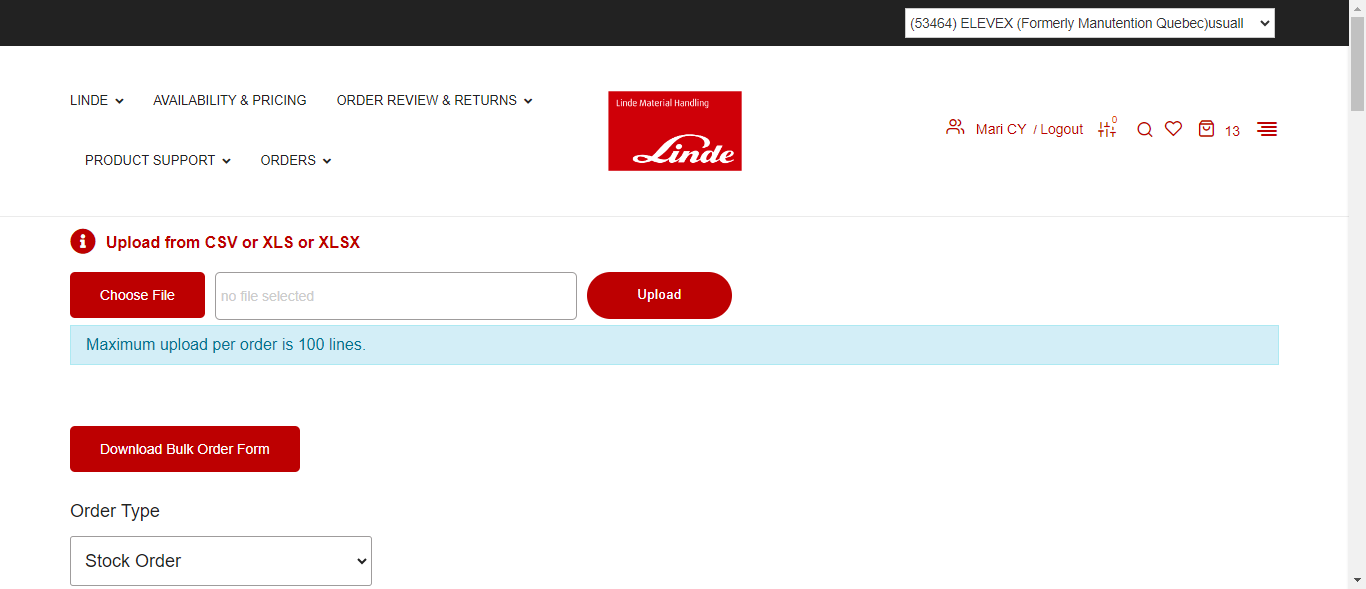 (53464) ELEVEX (Formerly Manutention Quebec)usuall
LINDE
AVAILABILITY & PRICING
ORDER REVIEW & RETURNS
PRODUCT SUPPORT
ORDERS
Linde Material Handling
Linde
Mari CY / Logout
0
13
Upload from CSV or XLS or XLSX
Choose File
no file selected
Upload
Maximum upload per order is 100 lines.
Download Bulk Order Form
Order Type
Stock Order